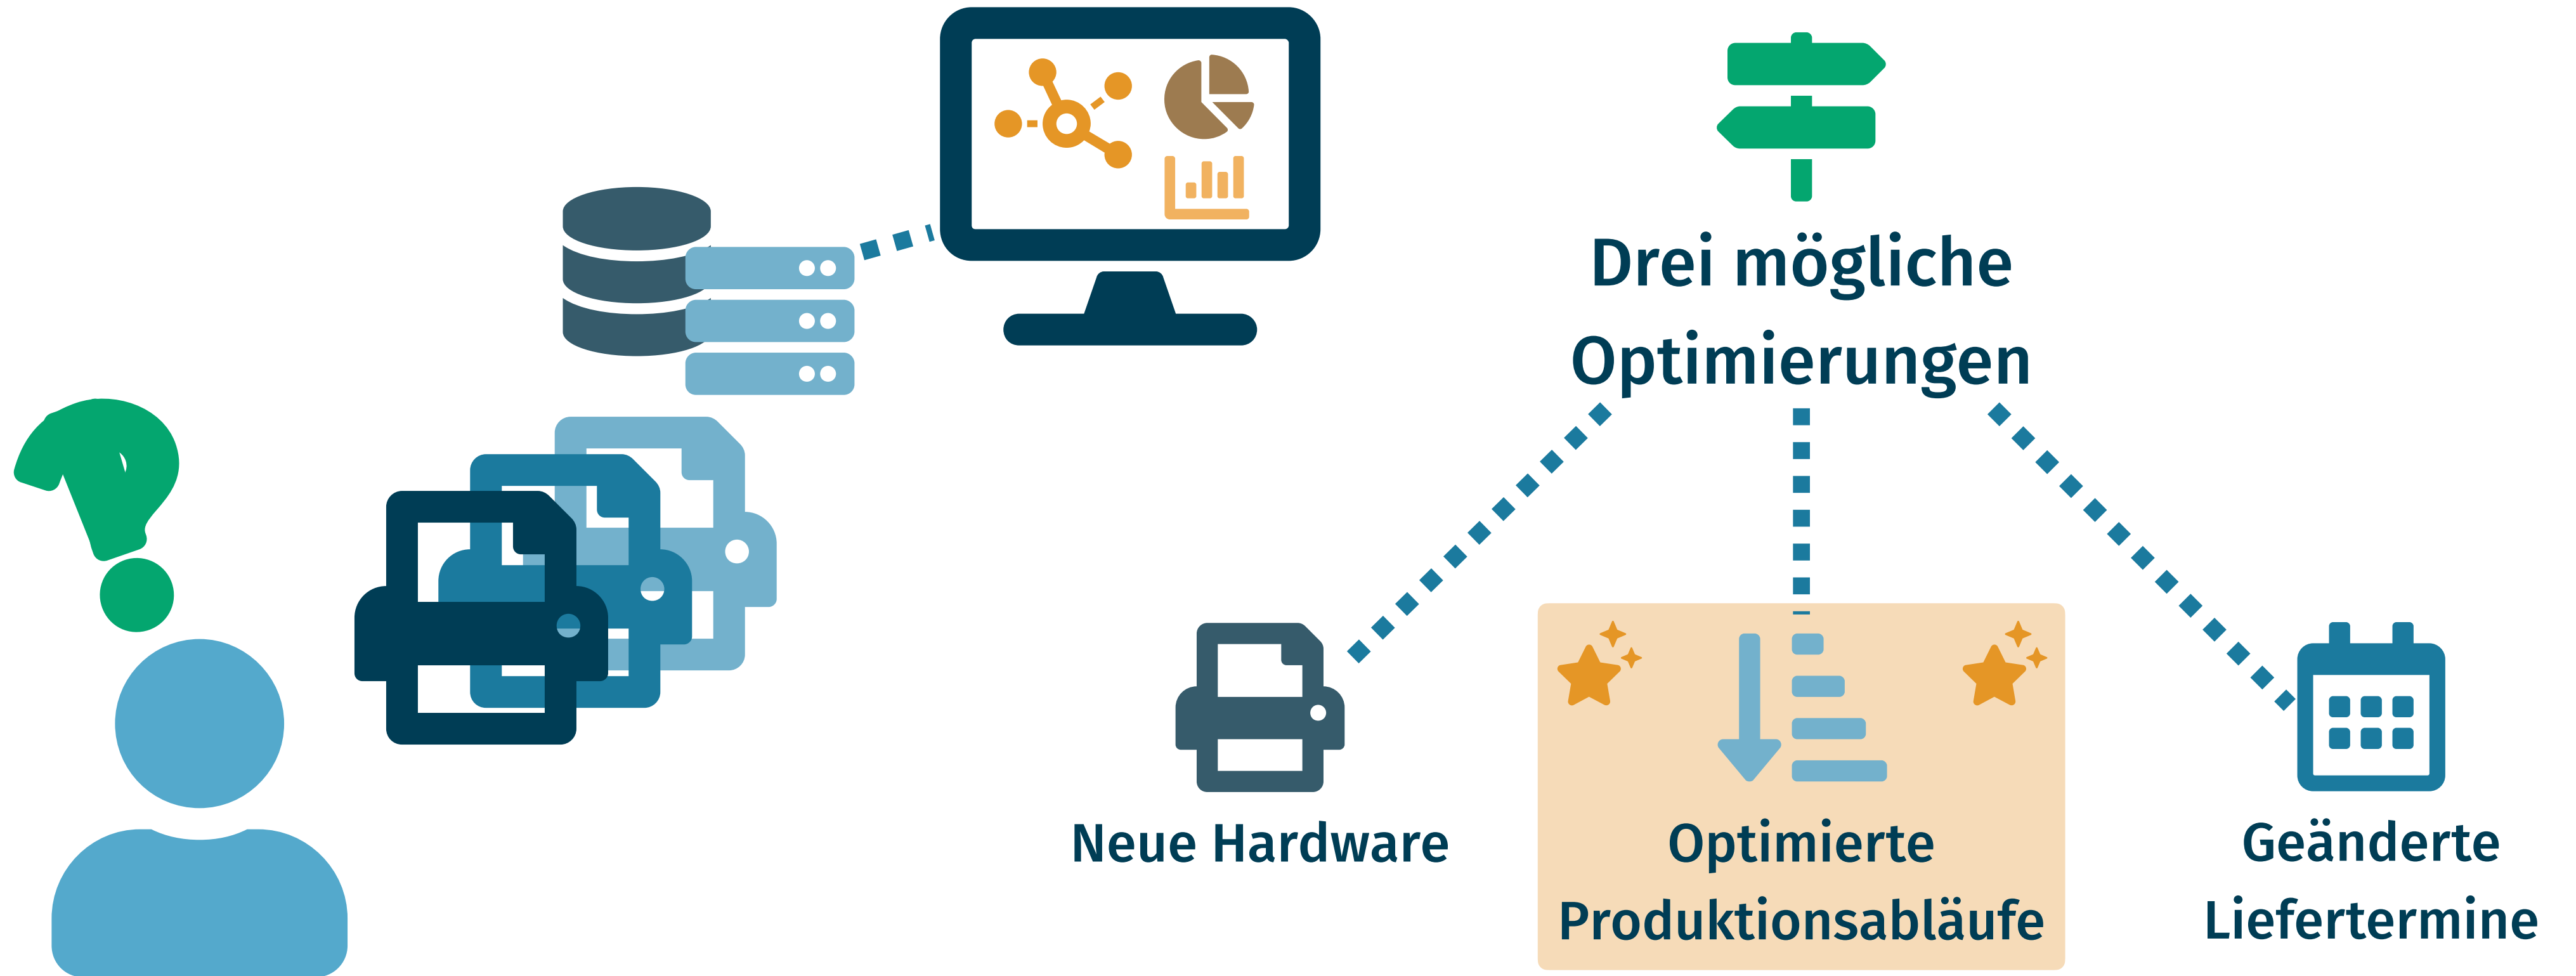 Drei mögliche
Optimierungen
Neue Hardware
Optimierte
Produktionsabläufe
Geänderte
Liefertermine